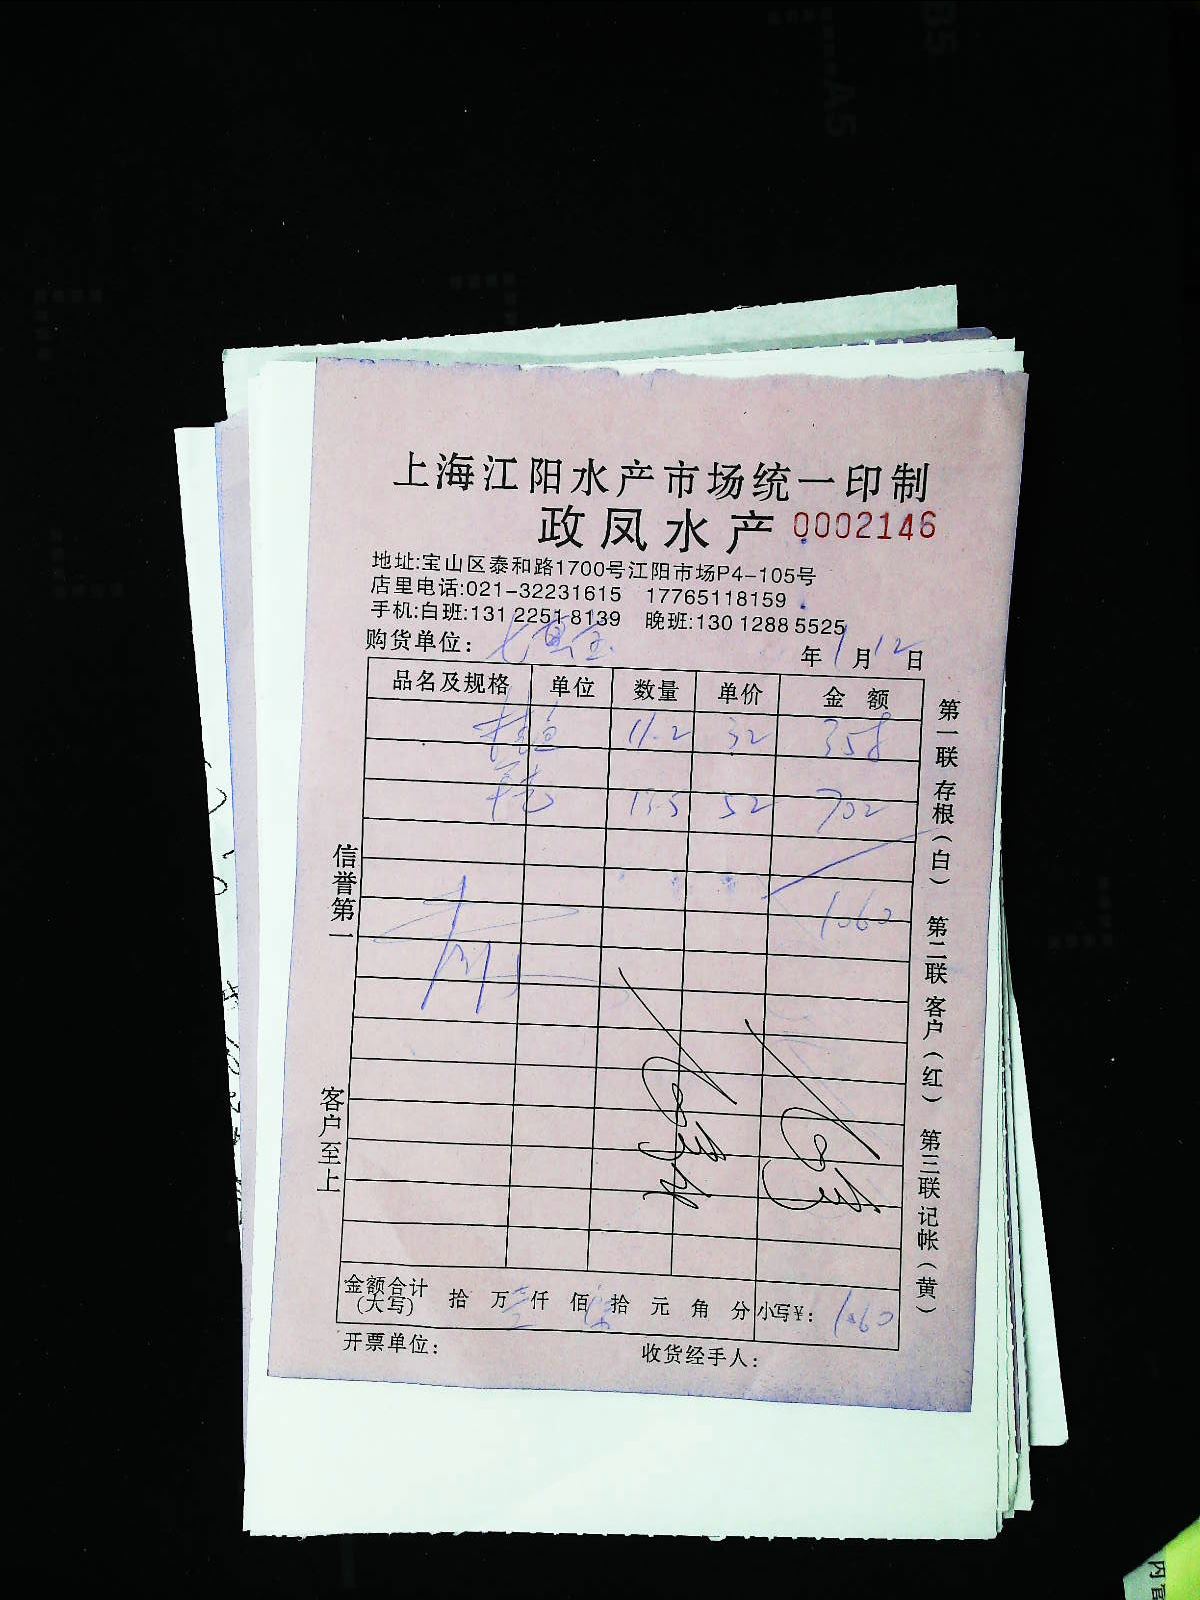 上海江阳水产市场统一印制
政凤水产 0002146
地址:宝山区泰和路1700号江阳市场P4-105号
店里电话:021-32231615 17765118159
手机:白班:131 2251 8139 晚班:130 1288 5525
购货单位: 年 1 月 12 日
品名及规格 单位 数量 单价 金额
桂鱼 11.2 32 358
13.5 52 702
1060
信誉第一
客户至上
第一联 存根(白) 第二联 客户(红) 第三联 记帐(黄)
金额合计(大写) 拾 万 仟 佰 拾 元 角 分 小写¥: 1060
开票单位: 收货经手人:
B5
A5